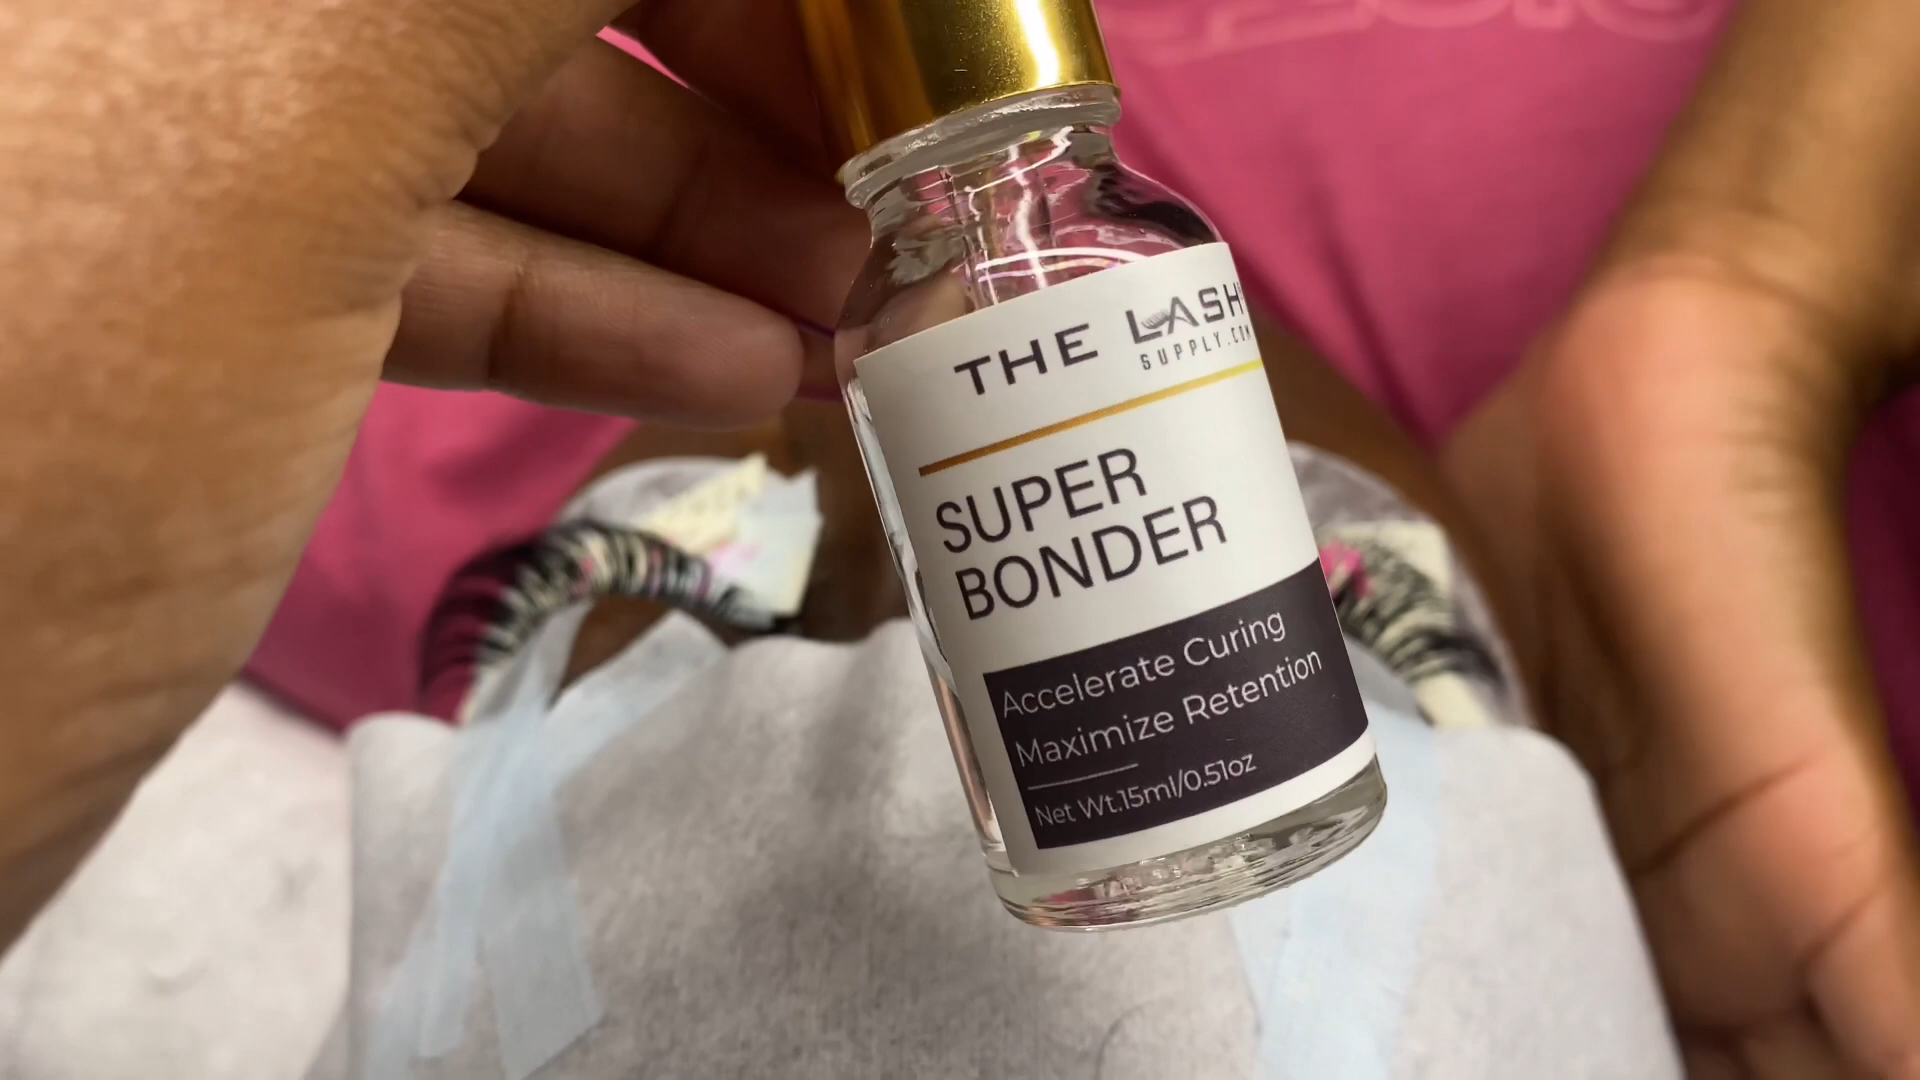 THE LASH
SUPPLY.COM
SUPER
BONDER
Accelerate Curing
Maximize Retention
Net Wt.15ml/0.51oz